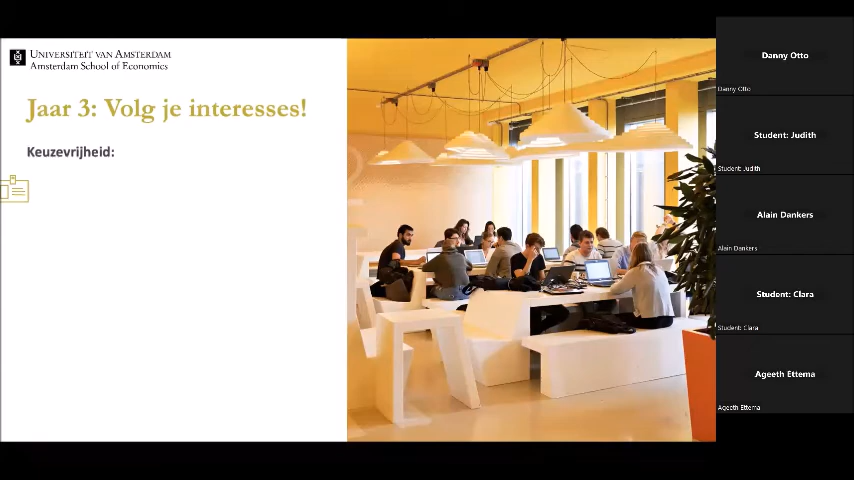 UNIVERSITEIT VAN AMSTERDAM
Amsterdam School of Economics
Jaar 3: Volg je interesses!
Keuzevrijheid:
Danny Otto
Danny Otto
Student: Judith
Student: Judith
Alain Dankers
Alain Dankers
Student: Clara
Student: Clara
Ageeth Ettema
Ageeth Ettema